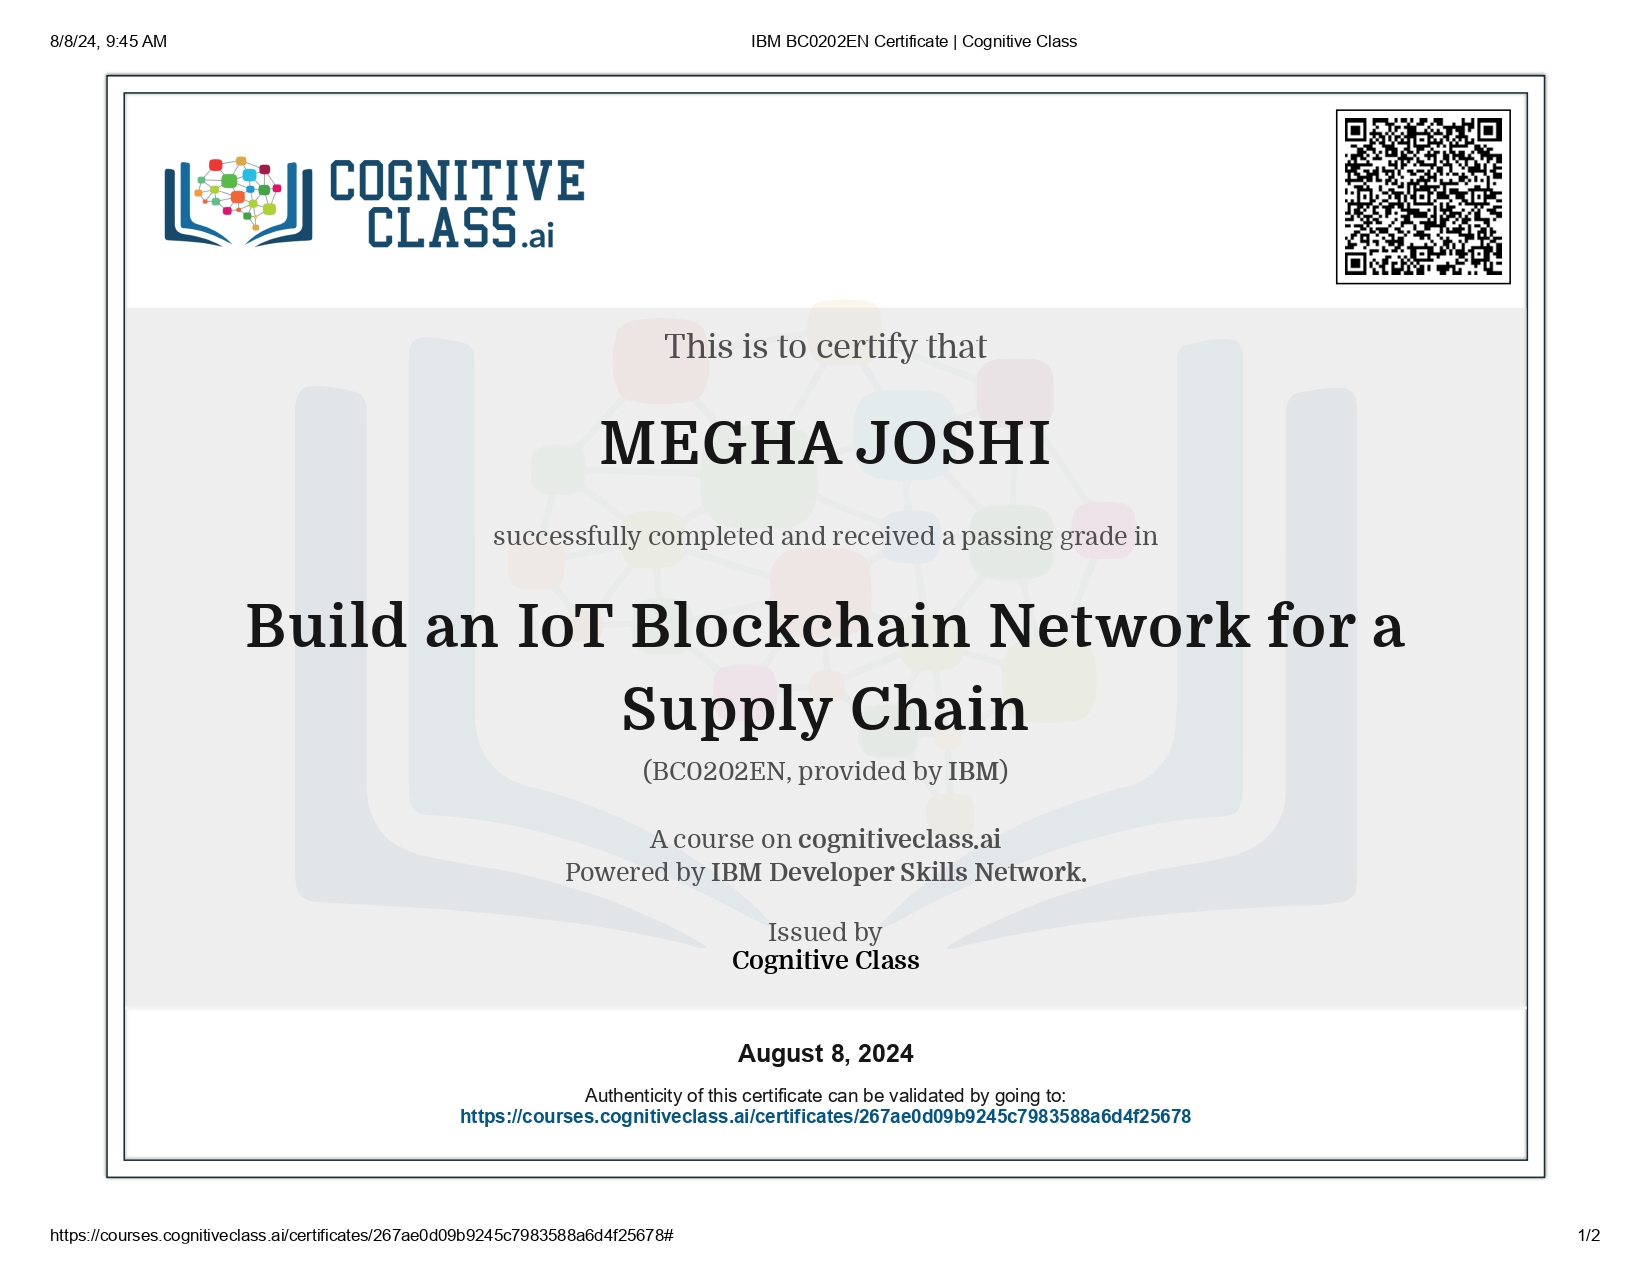 8/8/24, 9:45 AM
IBM BC0202EN Certificate | Cognitive Class
COGNITIVE
CLASS.ai
This is to certify that
MEGHA JOSHI
successfully completed and received a passing grade in
Build an IoT Blockchain Network for a
Supply Chain
(BC0202EN, provided by IBM)
A course on cognitiveclass.ai
Powered by IBM Developer Skills Network.
Issued by
Cognitive Class
August 8, 2024
Authenticity of this certificate can be validated by going to:
https://courses.cognitiveclass.ai/certificates/267ae0d09b9245c7983588a6d4f25678
https://courses.cognitiveclass.ai/certificates/267ae0d09b9245c7983588a6d4f25678#
1/2